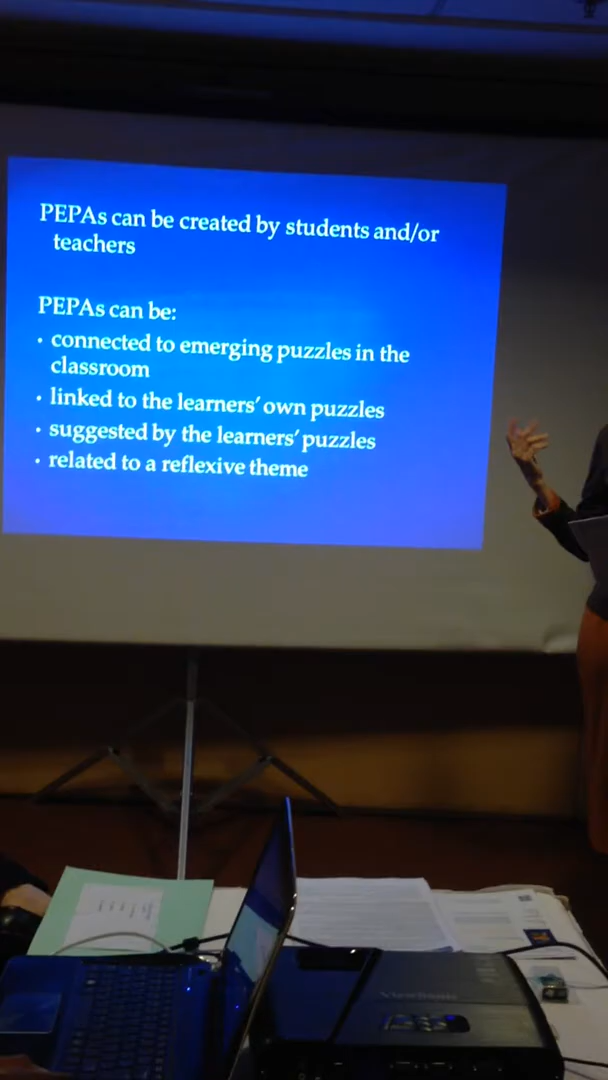 PEPAs can be created by students and/or
teachers
PEPAs can be:
• connected to emerging puzzles in the
classroom
• linked to the learners' own puzzles
• suggested by the learners' puzzles
• related to a reflexive theme
ViewSonic